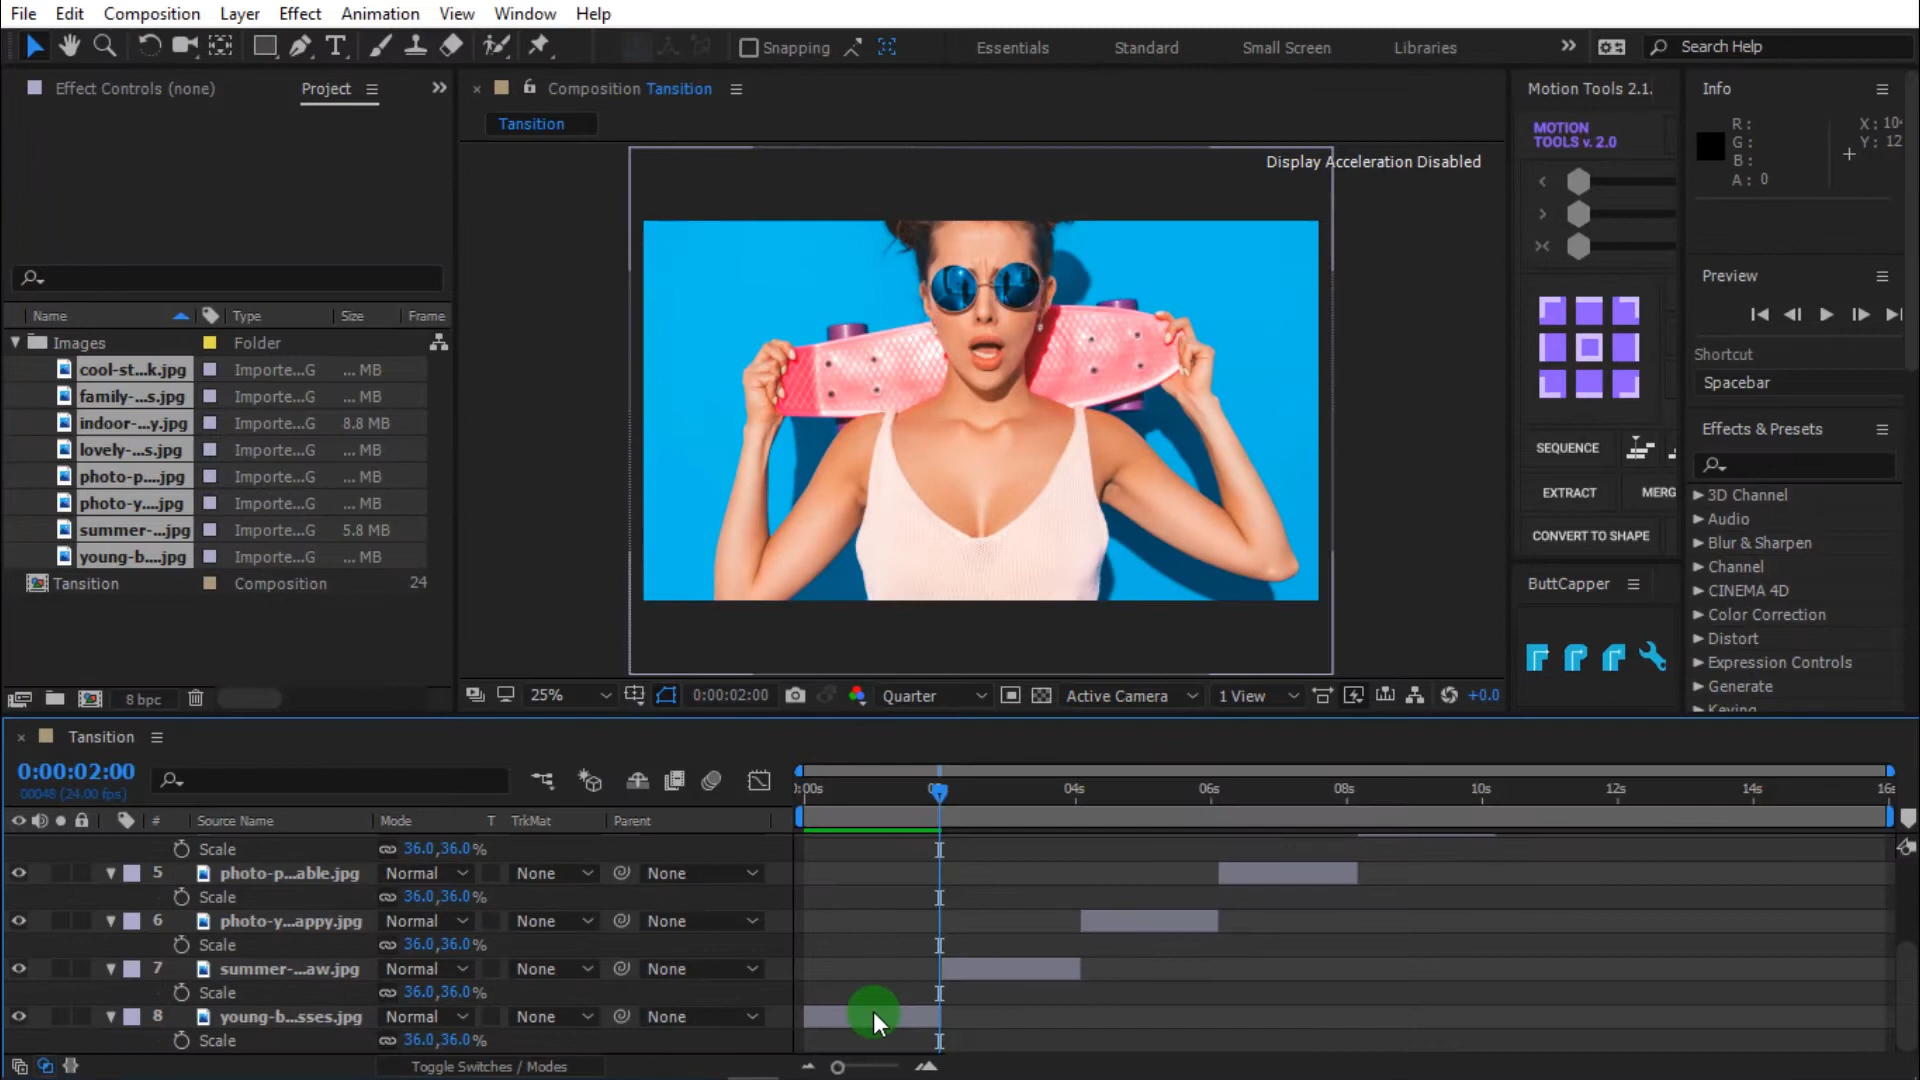 File Edit Composition Layer Effect Animation View Window Help
Snapping Essentials Standard Small Screen Libraries Search Help
Effect Controls (none) Project
Composition Tansition
Tansition
Display Acceleration Disabled
Name Type Size Frame
Images Folder
cool-st...k.jpg Importe...G ... MB
family-...s.jpg Importe...G ... MB
indoor-...y.jpg Importe...G 8.8 MB
lovely-...s.jpg Importe...G ... MB
photo-p....jpg Importe...G ... MB
photo-y....jpg Importe...G ... MB
summer-...jpg Importe...G 5.8 MB
young-b....jpg Importe...G ... MB
Tansition Composition 24
8 bpc
25% 0:00:02:00 Quarter Active Camera 1 View +0.0
Motion Tools 2.1.
MOTION
TOOLS v. 2.0
SEQUENCE
EXTRACT MERG
CONVERT TO SHAPE
ButtCapper
Info
R: X: 10
G: Y: 12
B:
A: 0
Preview
Shortcut
Spacebar
Effects & Presets
3D Channel
Audio
Blur & Sharpen
Channel
CINEMA 4D
Color Correction
Distort
Expression Controls
Generate
Keying
Tansition
0:00:02:00
00048 (24.00 fps)
# Source Name Mode T TrkMat Parent
):00s 04s 06s 08s 10s 12s 14s 16s
Scale 36.0,36.0%
5 photo-p...able.jpg Normal None None
Scale 36.0,36.0%
6 photo-y...appy.jpg Normal None None
Scale 36.0,36.0%
7 summer-...aw.jpg Normal None None
Scale 36.0,36.0%
8 young-b...sses.jpg Normal None None
Scale 36.0,36.0%
Toggle Switches / Modes